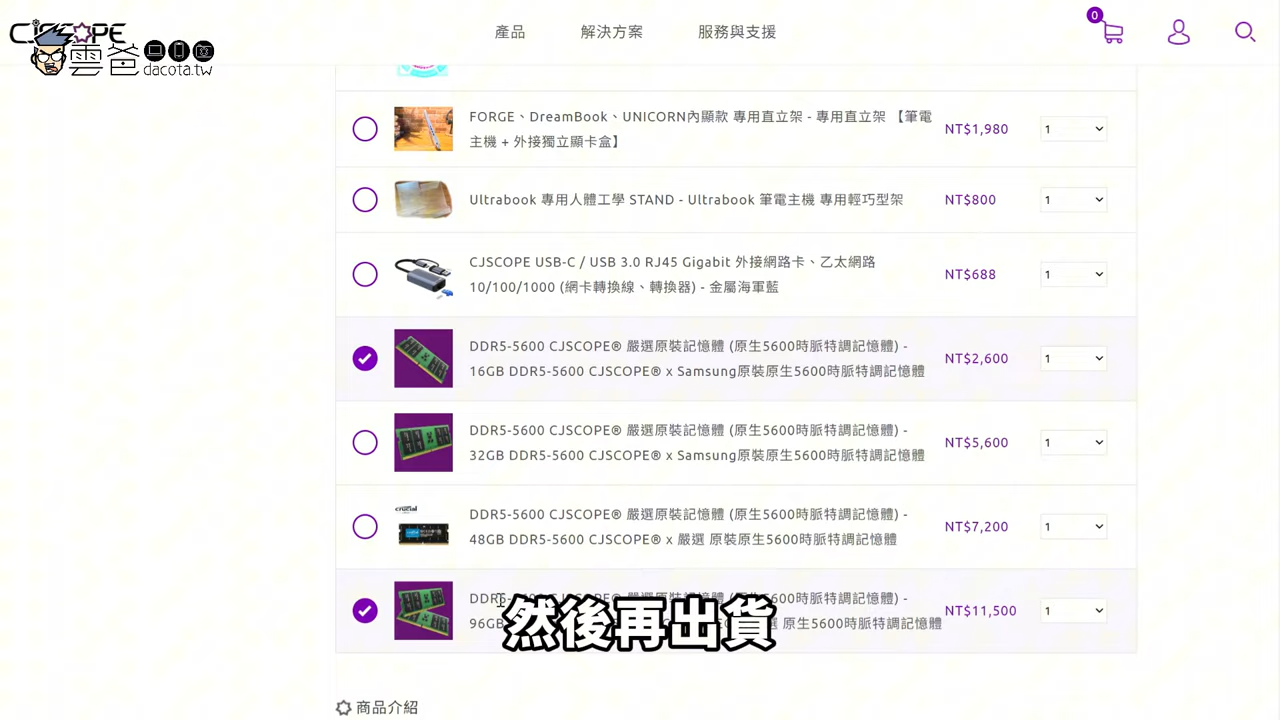 CJSCOPE
雲爸
dacota.tw
產品
解決方案
服務與支援
0
FORGE、DreamBook、UNICORN內顯款 專用直立架 - 專用直立架 【筆電
主機 + 外接獨立顯卡盒】
NT$1,980
1
Ultrabook 專用人體工學 STAND - Ultrabook 筆電主機 專用輕巧型架
NT$800
1
CJSCOPE USB-C / USB 3.0 RJ45 Gigabit 外接網路卡、乙太網路
10/100/1000 (網卡轉換線、轉換器) - 金屬海軍藍
NT$688
1
DDR5-5600 CJSCOPE® 嚴選原裝記憶體 (原生5600時脈特調記憶體) -
16GB DDR5-5600 CJSCOPE® x Samsung原裝原生5600時脈特調記憶體
NT$2,600
1
DDR5-5600 CJSCOPE® 嚴選原裝記憶體 (原生5600時脈特調記憶體) -
32GB DDR5-5600 CJSCOPE® x Samsung原裝原生5600時脈特調記憶體
NT$5,600
1
crucial
DDR5-5600 CJSCOPE® 嚴選原裝記憶體 (原生5600時脈特調記憶體) -
48GB DDR5-5600 CJSCOPE® x 嚴選 原裝原生5600時脈特調記憶體
NT$7,200
1
600時脈特調記憶體) -
96G
原生5600時脈特調記憶體
NT$11,500
1
然後再出貨
商品介紹